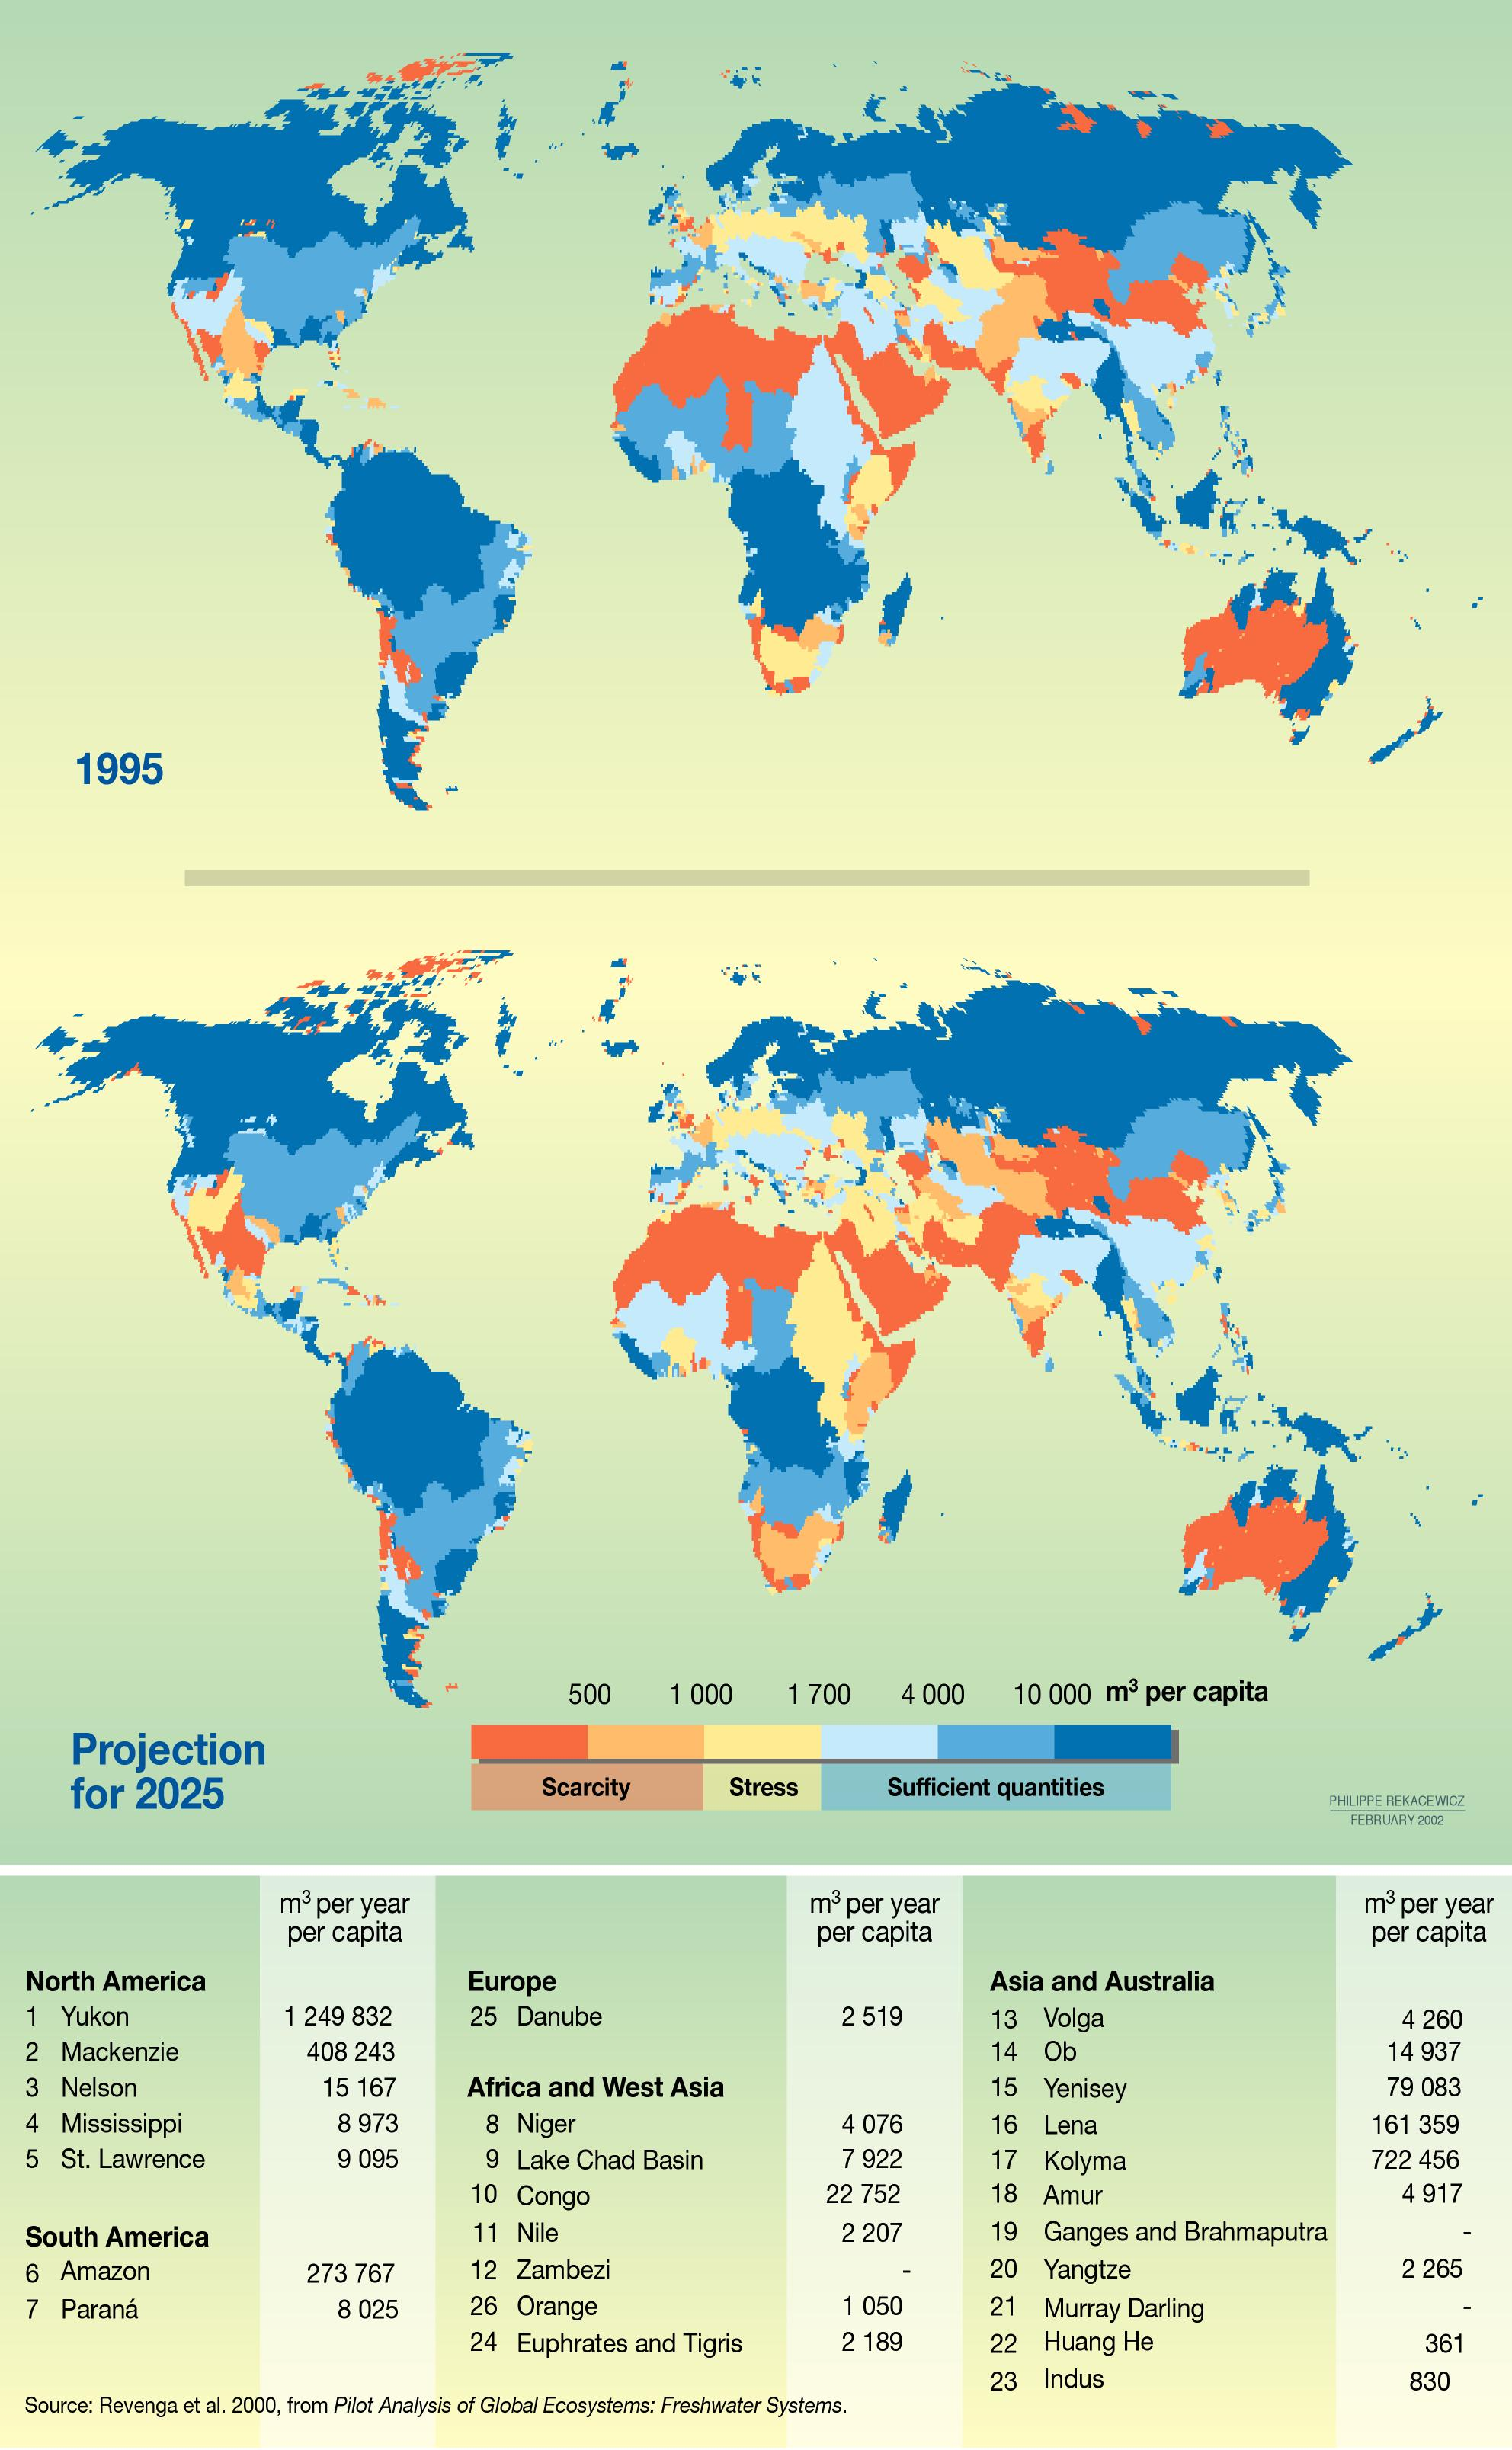 1995
500 1 000 1 700 4 000 10 000 m³ per capita
Scarcity Stress Sufficient quantities
Projection
for 2025
PHILIPPE REKACEWICZ
FEBRUARY 2002
m³ per year
per capita
North America
1 Yukon 1 249 832
2 Mackenzie 408 243
3 Nelson 15 167
4 Mississippi 8 973
5 St. Lawrence 9 095
South America
6 Amazon 273 767
7 Paraná 8 025
m³ per year
per capita
Europe
25 Danube 2 519
Africa and West Asia
8 Niger 4 076
9 Lake Chad Basin 7 922
10 Congo 22 752
11 Nile 2 207
12 Zambezi -
26 Orange 1 050
24 Euphrates and Tigris 2 189
m³ per year
per capita
Asia and Australia
13 Volga 4 260
14 Ob 14 937
15 Yenisey 79 083
16 Lena 161 359
17 Kolyma 722 456
18 Amur 4 917
19 Ganges and Brahmaputra -
20 Yangtze 2 265
21 Murray Darling -
22 Huang He 361
23 Indus 830
Source: Revenga et al. 2000, from Pilot Analysis of Global Ecosystems: Freshwater Systems.